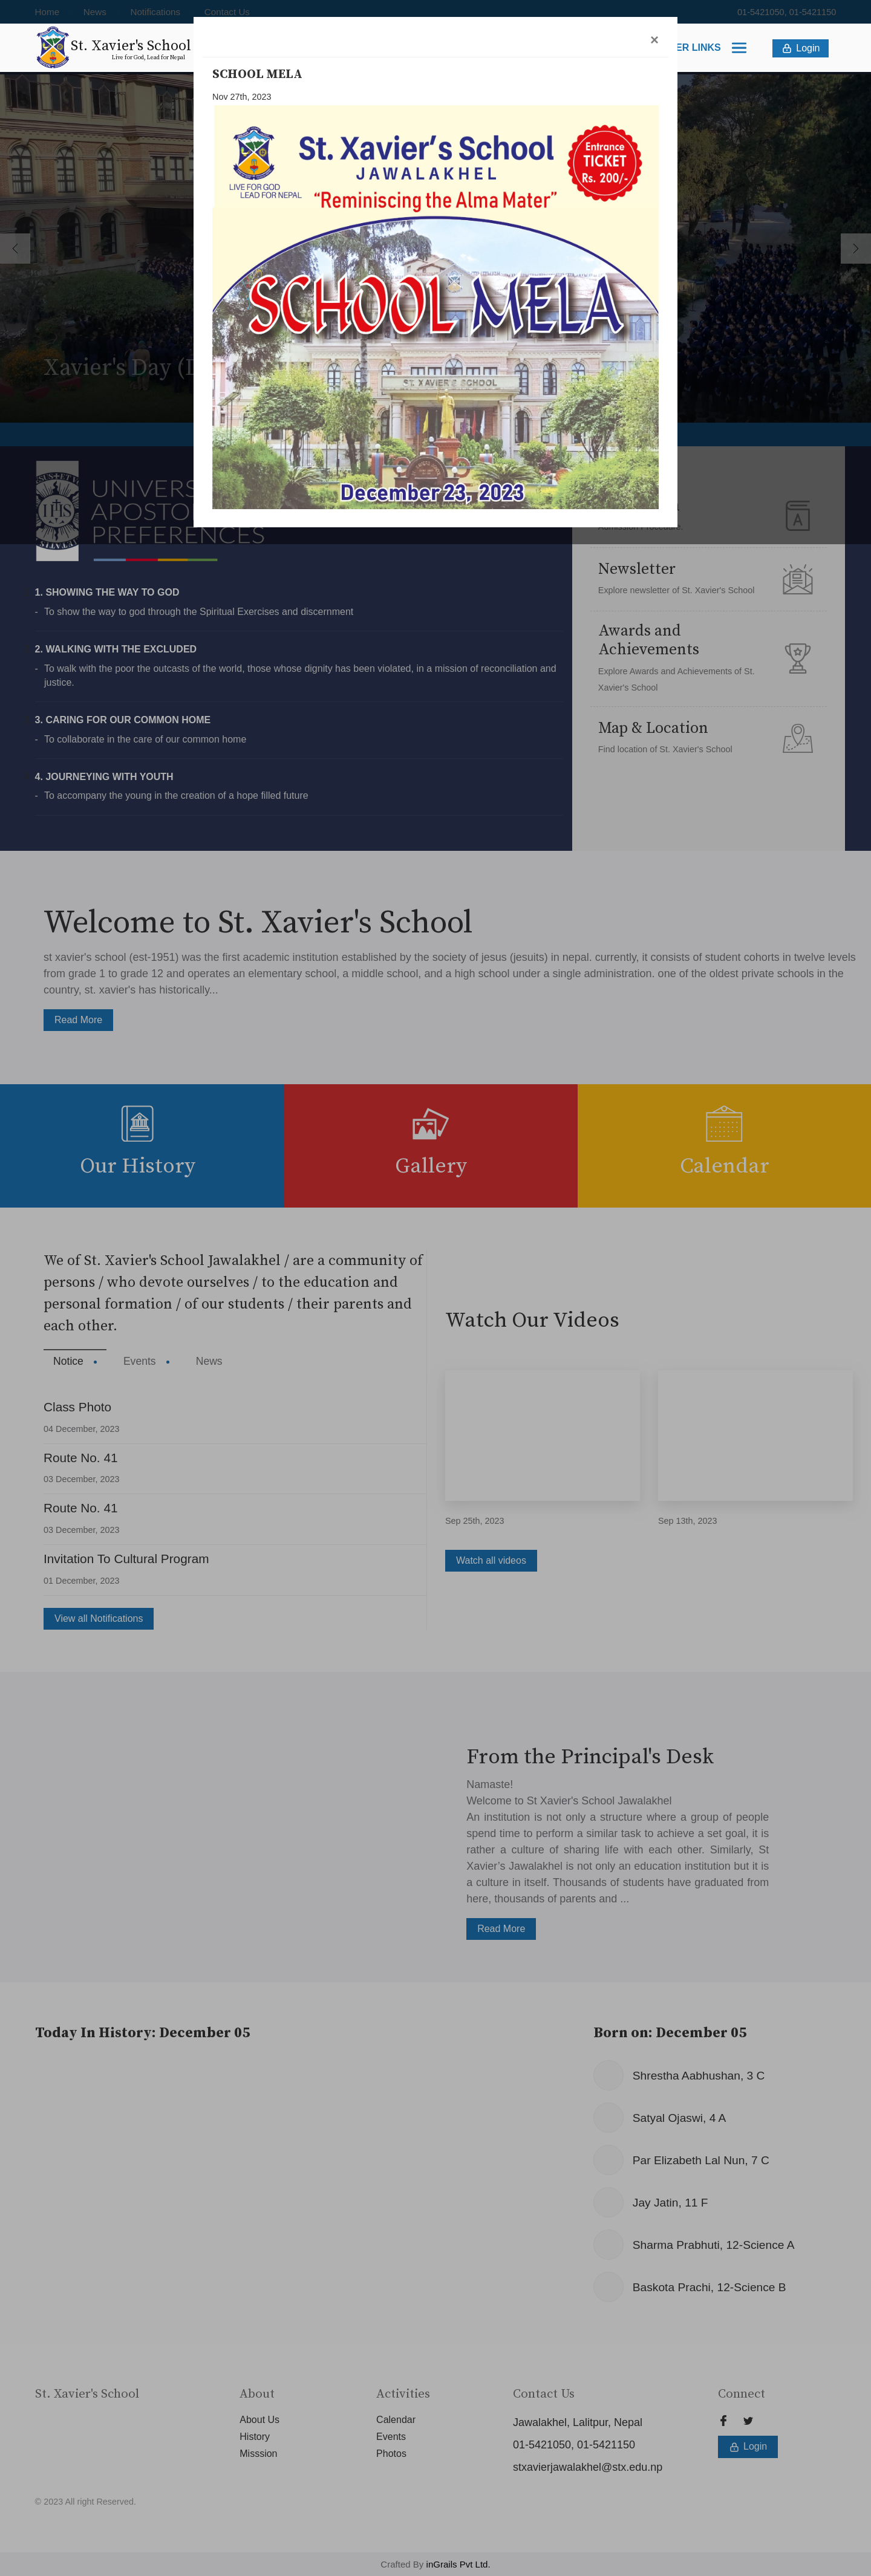 Home News Notifications Contact Us 01-5421050, 01-5421150
St. Xavier's School
Live for God, Lead for Nepal
LINKS
Login
×
SCHOOL MELA
Nov 27th, 2023
St. Xavier's School
JAWALAKHEL
Entrance
TICKET
Rs. 200/-
LIVE FOR GOD
LEAD FOR NEPAL
"Reminiscing the Alma Mater"
SCHOOL MELA
ST. XAVIER'S SCHOOL
December 23, 2023
Xavier's Day
IHS
PREFERENCES
1. SHOWING THE WAY TO GOD
- To show the way to god through the Spiritual Exercises and discernment
2. WALKING WITH THE EXCLUDED
- To walk with the poor the outcasts of the world, those whose dignity has been violated, in a mission of reconciliation and
justice.
3. CARING FOR OUR COMMON HOME
- To collaborate in the care of our common home
4. JOURNEYING WITH YOUTH
- To accompany the young in the creation of a hope filled future
Newsletter
Explore newsletter of St. Xavier's School
Awards and
Achievements
Explore Awards and Achievements of St.
Xavier's School
Map & Location
Find location of St. Xavier's School
Welcome to St. Xavier's School
st xavier's school (est-1951) was the first academic institution established by the society of jesus (jesuits) in nepal. currently, it consists of student cohorts in twelve levels
from grade 1 to grade 12 and operates an elementary school, a middle school, and a high school under a single administration. one of the oldest private schools in the
country, st. xavier's has historically...
Read More
Our History
Gallery
Calendar
We of St. Xavier's School Jawalakhel / are a community of
persons / who devote ourselves / to the education and
personal formation / of our students / their parents and
each other.
Notice Events News
Class Photo
04 December, 2023
Route No. 41
03 December, 2023
Route No. 41
03 December, 2023
Invitation To Cultural Program
01 December, 2023
View all Notifications
Watch Our Videos
Sep 25th, 2023
Sep 13th, 2023
Watch all videos
From the Principal's Desk
Namaste!
Welcome to St Xavier's School Jawalakhel
An institution is not only a structure where a group of people
spend time to perform a similar task to achieve a set goal, it is
rather a culture of sharing life with each other. Similarly, St
Xavier's Jawalakhel is not only an education institution but it is
a culture in itself. Thousands of students have graduated from
here, thousands of parents and ...
Read More
Today In History: December 05
Born on: December 05
Shrestha Aabhushan, 3 C
Satyal Ojaswi, 4 A
Par Elizabeth Lal Nun, 7 C
Jay Jatin, 11 F
Sharma Prabhuti, 12-Science A
Baskota Prachi, 12-Science B
St. Xavier's School
About
About Us
History
Misssion
Activities
Calendar
Events
Photos
Contact Us
Jawalakhel, Lalitpur, Nepal
01-5421050, 01-5421150
stxavierjawalakhel@stx.edu.np
Connect
Login
© 2023 All right Reserved.
Crafted By inGrails Pvt Ltd.